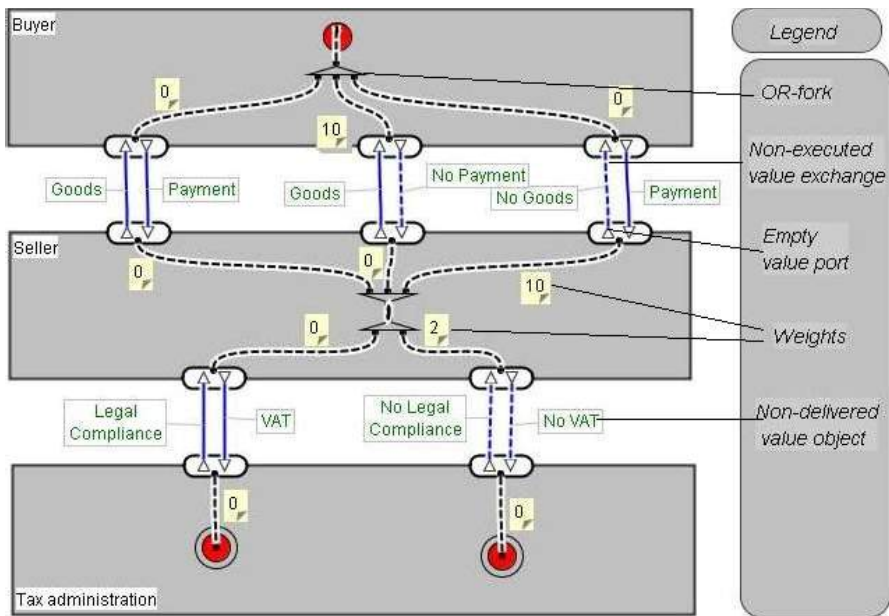 Buyer
Legend
OR-fork
0
10
0
Non-executed
value exchange
Goods
Payment
Goods
No Payment
No Goods
Payment
Seller
Empty
value port
0
0
10
0
2
Weights
Legal
Compliance
VAT
No Legal
Compliance
No VAT
Non-delivered
value object
0
0
Tax administration